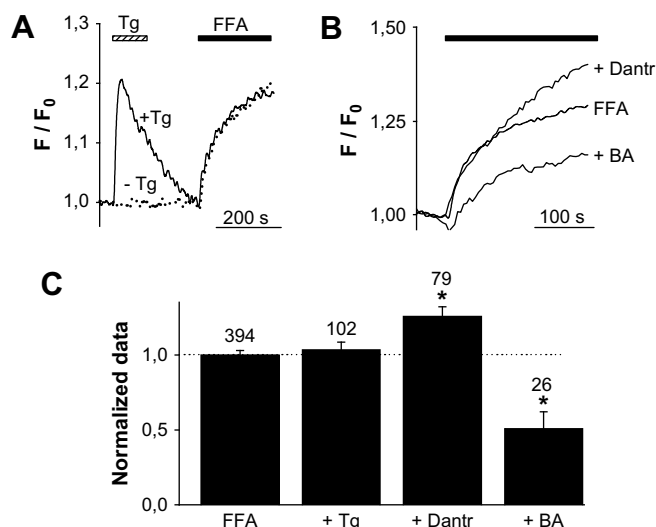 A
Tg
FFA
1,3
1,2
1,1
1,0
F / F0
+Tg
- Tg
200 s
B
1,50
1,25
1,00
F / F0
+ Dantr
FFA
+ BA
100 s
C
Normalized data
1,0
0,5
0,0
394
102
79
*
26
*
FFA
+ Tg
+ Dantr
+ BA